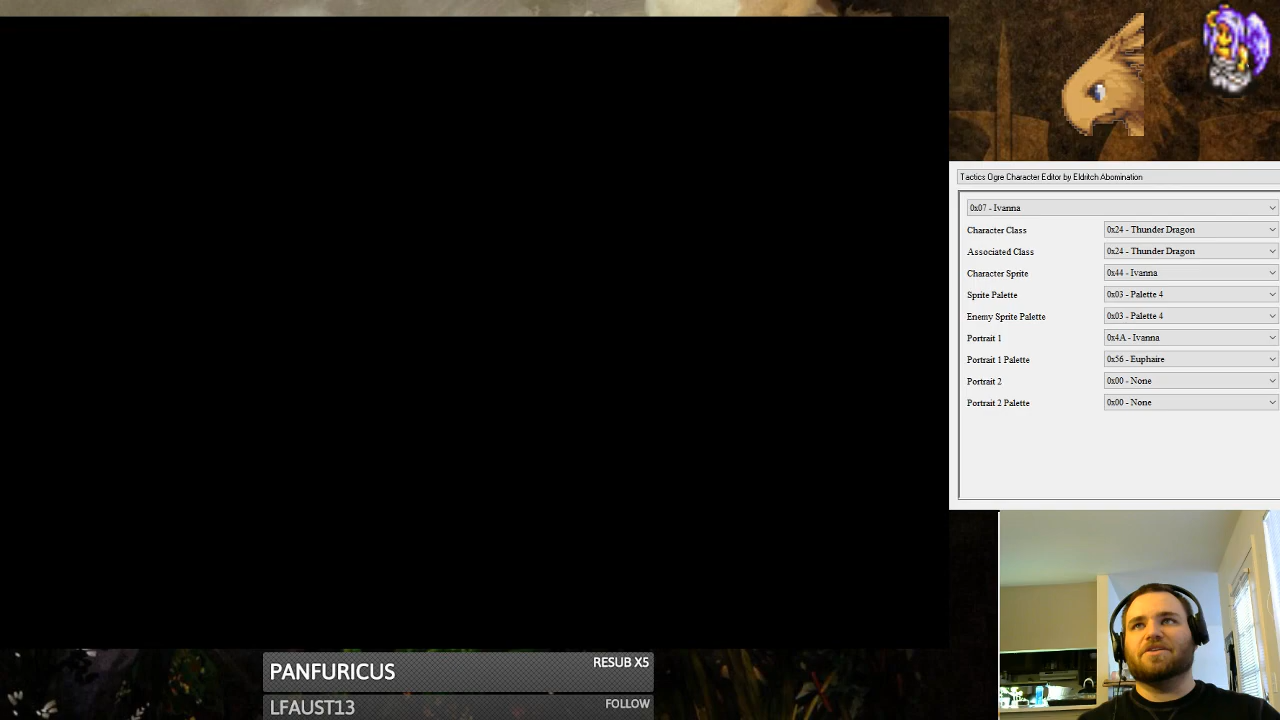 Tactics Ogre Character Editor by Eldritch Abomination
0x07 - Ivanna
Character Class
0x24 - Thunder Dragon
Associated Class
0x24 - Thunder Dragon
Character Sprite
0x44 - Ivanna
Sprite Palette
0x03 - Palette 4
Enemy Sprite Palette
0x03 - Palette 4
Portrait 1
0x4A - Ivanna
Portrait 1 Palette
0x56 - Euphaire
Portrait 2
0x00 - None
Portrait 2 Palette
0x00 - None
PANFURICUS
RESUB X5
LFAUST13
FOLLOW